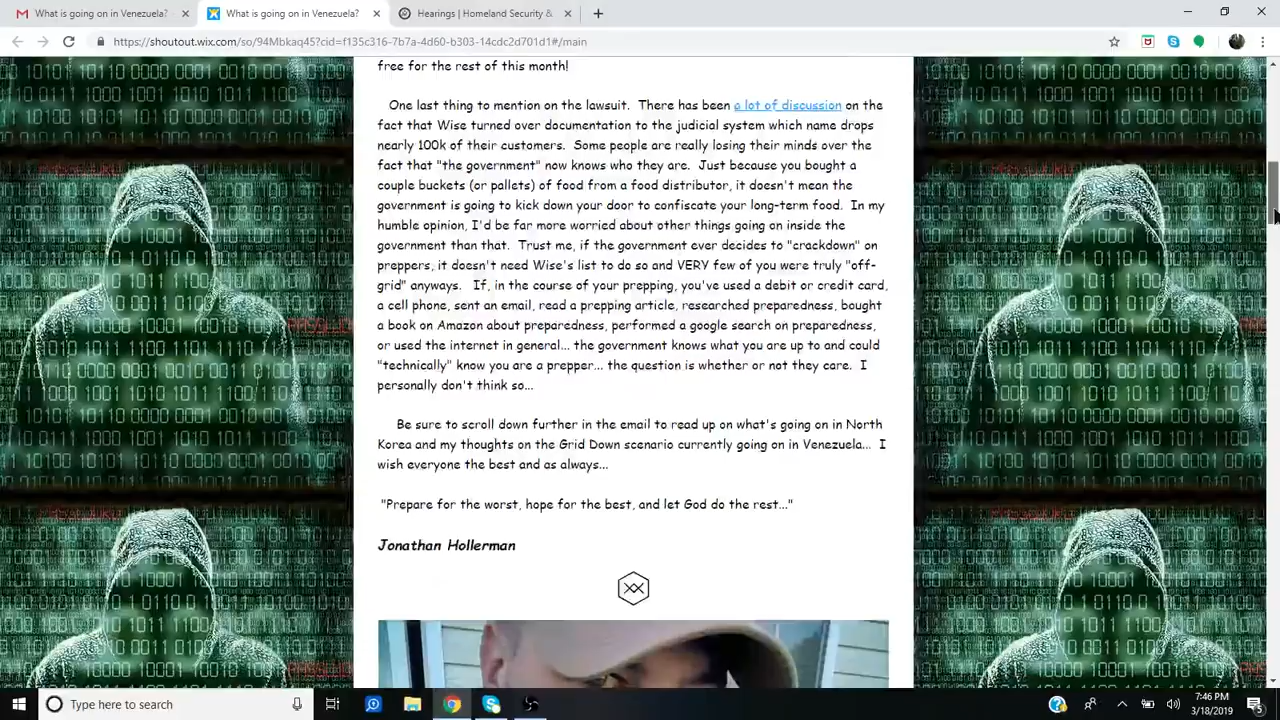 What is going on in Venezuela?
What is going on in Venezuela?
Hearings | Homeland Security &
https://shoutout.wix.com/so/94Mbkaq45?cid=f135c316-7b7a-4d60-b303-14cdc2d701d1#/main
free for the rest of this month!
One last thing to mention on the lawsuit. There has been a lot of discussion on the
fact that Wise turned over documentation to the judicial system which name drops
nearly 100k of their customers. Some people are really losing their minds over the
fact that "the government" now knows who they are. Just because you bought a
couple buckets (or pallets) of food from a food distributor, it doesn't mean the
government is going to kick down your door to confiscate your long-term food. In my
humble opinion, I'd be far more worried about other things going on inside the
government than that. Trust me, if the government ever decides to "crackdown" on
preppers, it doesn't need Wise's list to do so and VERY few of you were truly "off-
grid" anyways. If, in the course of your prepping, you've used a debit or credit card,
a cell phone, sent an email, read a prepping article, researched preparedness, bought
a book on Amazon about preparedness, performed a google search on preparedness,
or used the internet in general... the government knows what you are up to and could
"technically" know you are a prepper... the question is whether or not they care. I
personally don't think so...
Be sure to scroll down further in the email to read up on what's going on in North
Korea and my thoughts on the Grid Down scenario currently going on in Venezuela... I
wish everyone the best and as always...
"Prepare for the worst, hope for the best, and let God do the rest..."
Jonathan Hollerman
Type here to search
7:46 PM
3/18/2019